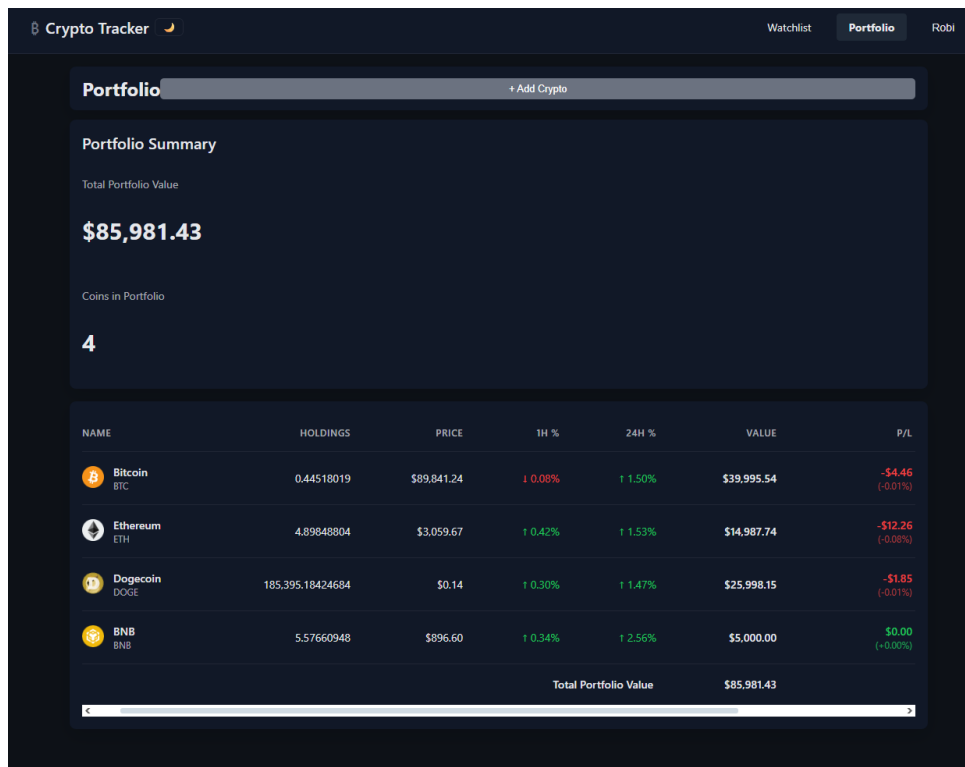 ₿ Crypto Tracker 🌙 Watchlist Portfolio Robi
Portfolio + Add Crypto
Portfolio Summary
Total Portfolio Value
$85,981.43
Coins in Portfolio
4
NAME HOLDINGS PRICE 1H % 24H % VALUE P/L
Bitcoin 0.44518019 $89,841.24 ↓ 0.08% ↑ 1.50% $39,995.54 -$4.46
BTC (-0.01%)
Ethereum 4.89848804 $3,059.67 ↑ 0.42% ↑ 1.53% $14,987.74 -$12.26
ETH (-0.08%)
Dogecoin 185,395.18424684 $0.14 ↑ 0.30% ↑ 1.47% $25,998.15 -$1.85
DOGE (-0.01%)
BNB 5.57660948 $896.60 ↑ 0.34% ↑ 2.56% $5,000.00 $0.00
BNB (+0.00%)
Total Portfolio Value $85,981.43